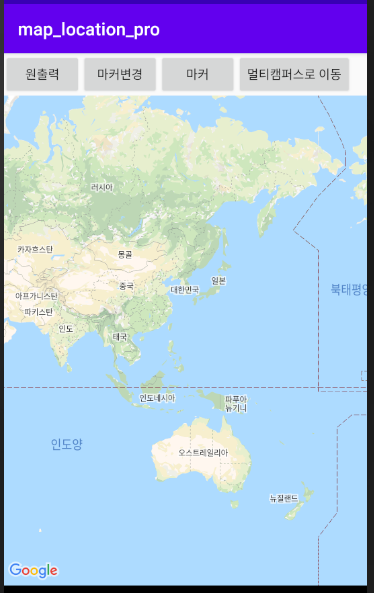 map_location_pro
원출력
마커변경
마커
멀티캠퍼스로 이동
러시아
카자흐스탄
몽골
중국
일본
대한민국
아프가니스탄
파키스탄
인도
태국
인도네시아
파푸아
뉴기니
인도양
오스트레일리아
뉴질랜드
Google